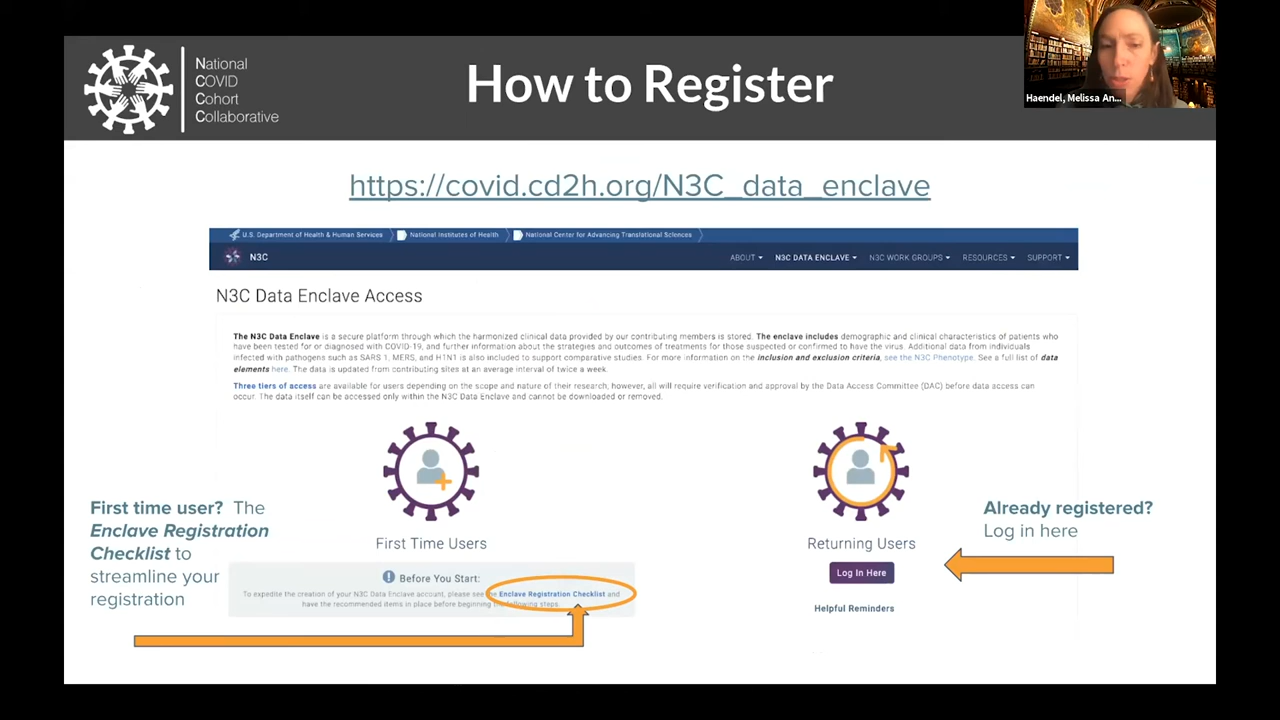 National
COVID
Cohort
Collaborative
How to Register
Haendel, Melissa An...
https://covid.cd2h.org/N3C_data_enclave
U.S. Department of Health & Human Services
National Institutes of Health
National Center for Advancing Translational Sciences
N3C
ABOUT
N3C DATA ENCLAVE
N3C WORK GROUPS
RESOURCES
SUPPORT
N3C Data Enclave Access
The N3C Data Enclave is a secure platform through which the harmonized clinical data provided by our contributing members is stored. The enclave includes demographic and clinical characteristics of patients who
have been tested for or diagnosed with COVID-19, and further information about the strategies and outcomes of treatments for those suspected or confirmed to have the virus. Additional data from individuals
infected with pathogens such as SARS 1, MERS, and H1N1 is also included to support comparative studies. For more information on the inclusion and exclusion criteria, see the N3C Phenotype. See a full list of data
elements here. The data is updated from contributing sites at an average interval of twice a week.
Three tiers of access are available for users depending on the scope and nature of their research, however, all will require verification and approval by the Data Access Committee (DAC) before data access can
occur. The data itself can be accessed only within the N3C Data Enclave and cannot be downloaded or removed.
First time user? The
Enclave Registration
Checklist to
streamline your
registration
First Time Users
Before You Start:
To expedite the creation of your N3C Data Enclave account, please see the Enclave Registration Checklist and
have the recommended items in place before beginning the following steps.
Returning Users
Log In Here
Helpful Reminders
Already registered?
Log in here